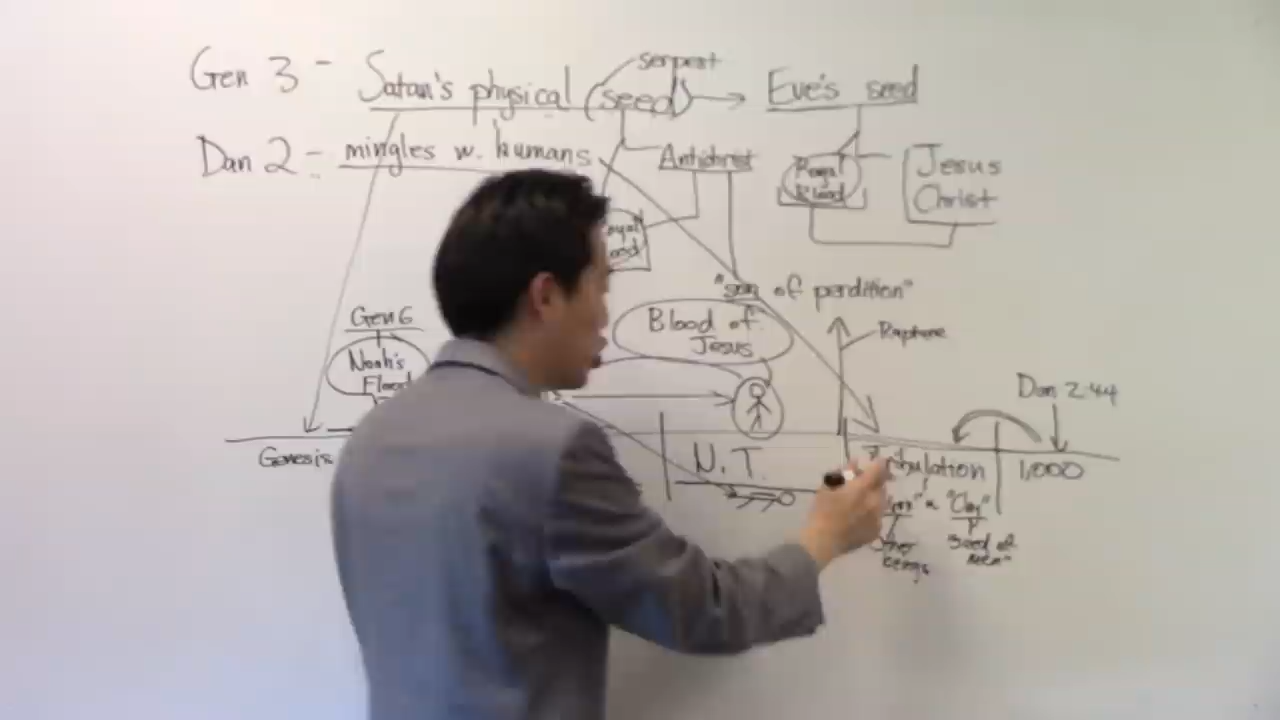 serpent
Gen 3 - Satan's physical (seed) → Eve's seed
Dan 2 - mingles w. humans
Antichrist
Royal Blood
Jesus
Christ
"son of perdition"
Gen 6
Noah's
Flood
Blood of
Jesus
Rapture
Dan 2:44
Genesis
N.T.
1,000
"Clay"
other
beings
"Seed of
men"